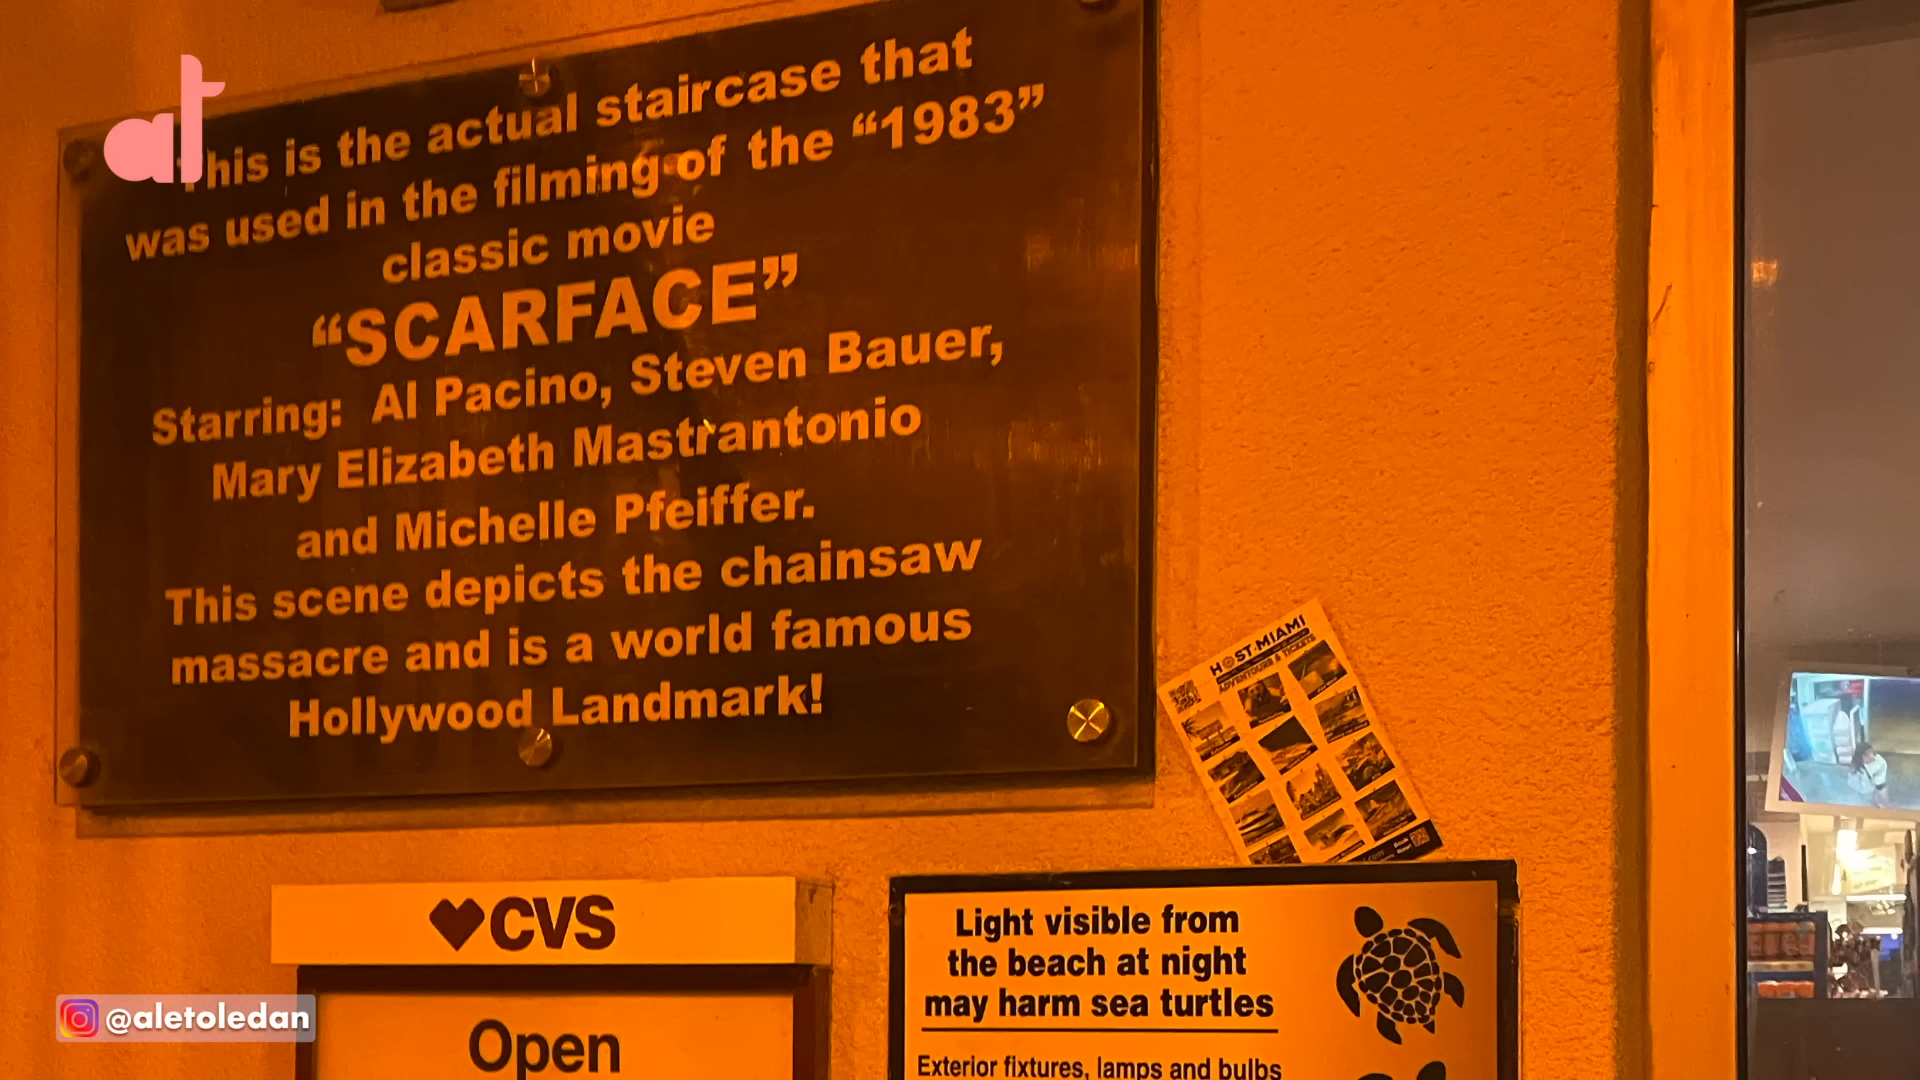 at
This is the actual staircase that
was used in the filming of the “1983”
classic movie
“SCARFACE”
Starring: Al Pacino, Steven Bauer,
Mary Elizabeth Mastrantonio
and Michelle Pfeiffer.
This scene depicts the chainsaw
massacre and is a world famous
Hollywood Landmark!
HOST MIAMI
ADVENTOURS & TICKETS
CVS
Open
Light visible from
the beach at night
may harm sea turtles
Exterior fixtures, lamps and bulbs
@aletoledan